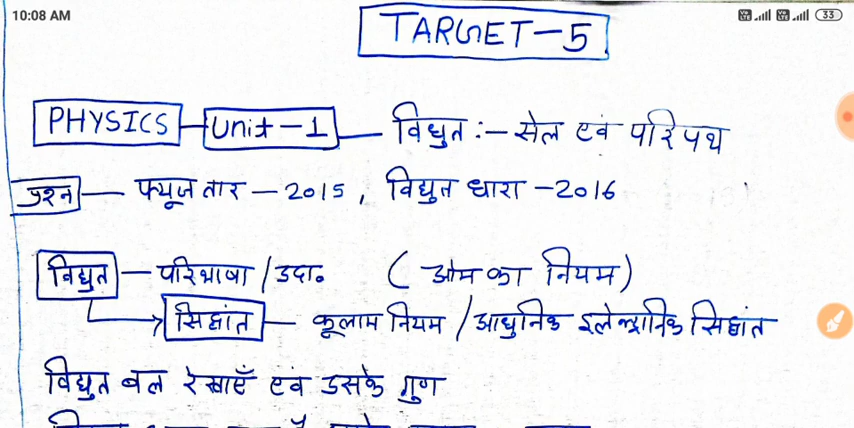 10:08 AM 33
TARGET-5
PHYSICS Unit-1 विधुत :- सेल एवं परिपथ
प्रश्न - फ्यूज तार - 2015, विधुत धारा - 2016
विधुत - परिभाषा / उदा० (ओम का नियम)
सिद्धांत - कूलाम नियम / आधुनिक इलेक्ट्रानिक सिद्धांत
विधुत बल रेखाएँ एवं उसके गुण